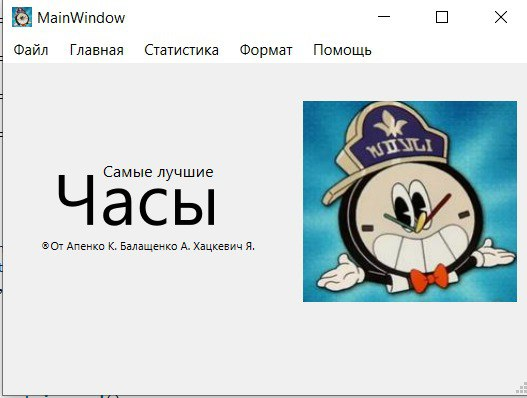 MainWindow
Файл Главная Статистика Формат Помощь
Самые лучшие
Часы
®От Апенко К. Балащенко А. Хацкевич Я.